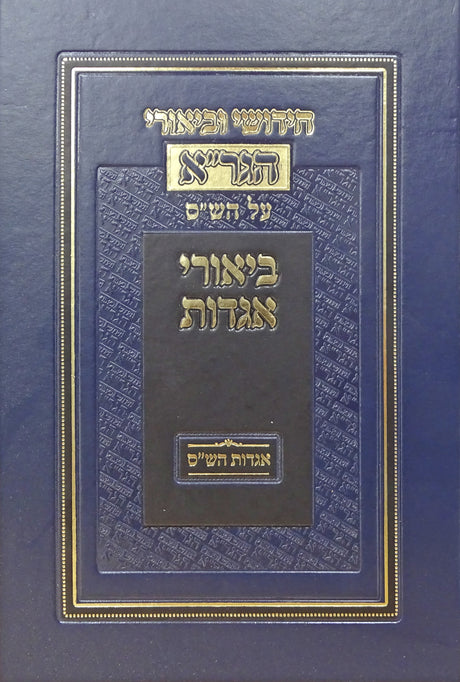 חידושי וביאורי
הגר״א
על הש״ס
ביאורי
אגדות
אגדות הש״ס